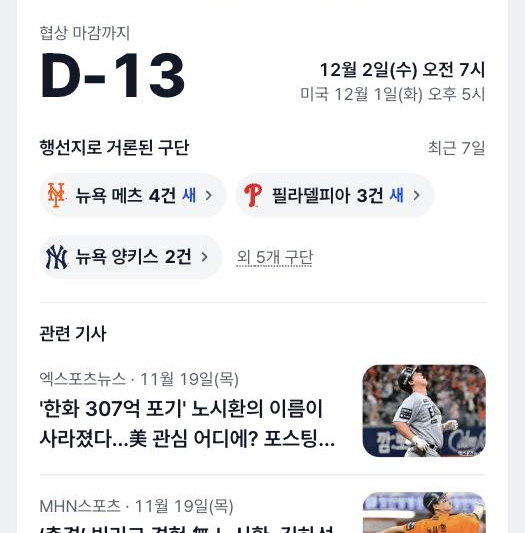 협상 마감까지
D-13
12월 2일(수) 오전 7시
미국 12월 1일(화) 오후 5시
행선지로 거론된 구단
최근 7일
뉴욕 메츠 4건 새
필라델피아 3건 새
뉴욕 양키스 2건
외 5개 구단
관련 기사
엑스포츠뉴스 · 11월 19일(목)
'한화 307억 포기' 노시환의 이름이
사라졌다...美 관심 어디에? 포스팅...
MHN스포츠 · 11월 19일(목)